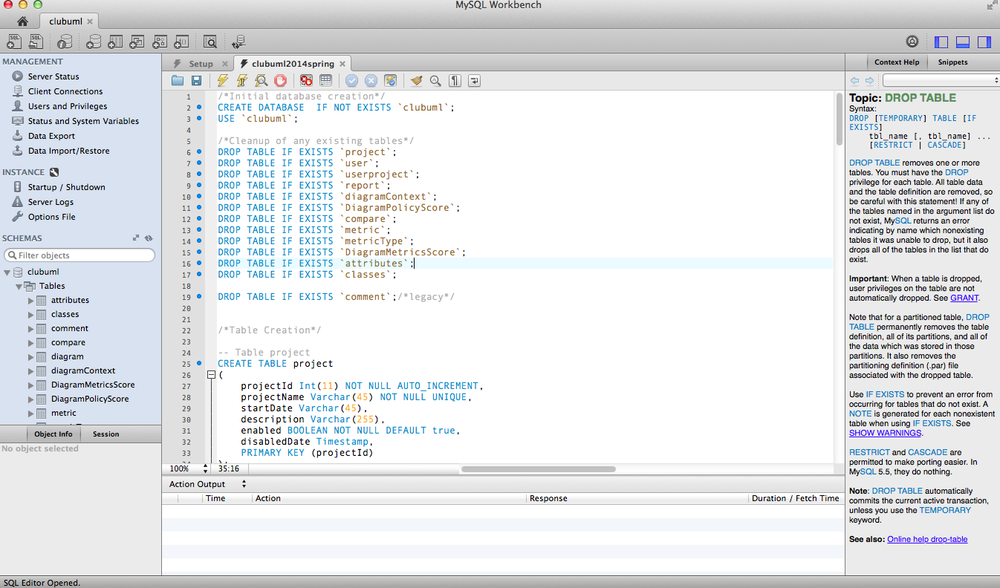 MySQL Workbench
clubuml
MANAGEMENT
Server Status
Client Connections
Users and Privileges
Status and System Variables
Data Export
Data Import/Restore
INSTANCE
Startup / Shutdown
Server Logs
Options File
SCHEMAS
Filter objects
clubuml
Tables
attributes
classes
comment
compare
diagram
diagramContext
DiagramMetricsScore
DiagramPolicyScore
metric
Object Info Session
No object selected
Setup clubuml2014spring
1 /*Initial database creation*/
2 CREATE DATABASE  IF NOT EXISTS `clubuml`;
3 USE `clubuml`;
4
5 /*Cleanup of any existing tables*/
6 DROP TABLE IF EXISTS `project`;
7 DROP TABLE IF EXISTS `user`;
8 DROP TABLE IF EXISTS `userproject`;
9 DROP TABLE IF EXISTS `report`;
10 DROP TABLE IF EXISTS `diagramContext`;
11 DROP TABLE IF EXISTS `DiagramPolicyScore`;
12 DROP TABLE IF EXISTS `compare`;
13 DROP TABLE IF EXISTS `metric`;
14 DROP TABLE IF EXISTS `metricType`;
15 DROP TABLE IF EXISTS `DiagramMetricsScore`;
16 DROP TABLE IF EXISTS `attributes`;
17 DROP TABLE IF EXISTS `classes`;
18
19 DROP TABLE IF EXISTS `comment`;/*legacy*/
20
21
22 /*Table Creation*/
23
24 -- Table project
25 CREATE TABLE project
26 (
27 projectId Int(11) NOT NULL AUTO_INCREMENT,
28 projectName Varchar(45) NOT NULL UNIQUE,
29 startDate Varchar(45),
30 description Varchar(255),
31 enabled BOOLEAN NOT NULL DEFAULT true,
32 disabledDate Timestamp,
33 PRIMARY KEY (projectId)
100% 35:16
Action Output
Time Action Response Duration / Fetch Time
Context Help Snippets
Topic: DROP TABLE
Syntax:
DROP [TEMPORARY] TABLE [IF
EXISTS]
tbl_name [, tbl_name] ...
[RESTRICT | CASCADE]
DROP TABLE removes one or more
tables. You must have the DROP
privilege for each table. All table data
and the table definition are removed, so
be careful with this statement! If any of
the tables named in the argument list do
not exist, MySQL returns an error
indicating by name which nonexisting
tables it was unable to drop, but it also
drops all of the tables in the list that do
exist.
Important: When a table is dropped,
user privileges on the table are not
automatically dropped. See GRANT.
Note that for a partitioned table, DROP
TABLE permanently removes the table
definition, all of its partitions, and all of
the data which was stored in those
partitions. It also removes the
partitioning definition (.par) file
associated with the dropped table.
Use IF EXISTS to prevent an error from
occurring for tables that do not exist. A
NOTE is generated for each nonexistent
table when using IF EXISTS. See
SHOW WARNINGS.
RESTRICT and CASCADE are
permitted to make porting easier. In
MySQL 5.5, they do nothing.
Note: DROP TABLE automatically
commits the current active transaction,
unless you use the TEMPORARY
keyword.
See also: Online help drop-table
SQL Editor Opened.